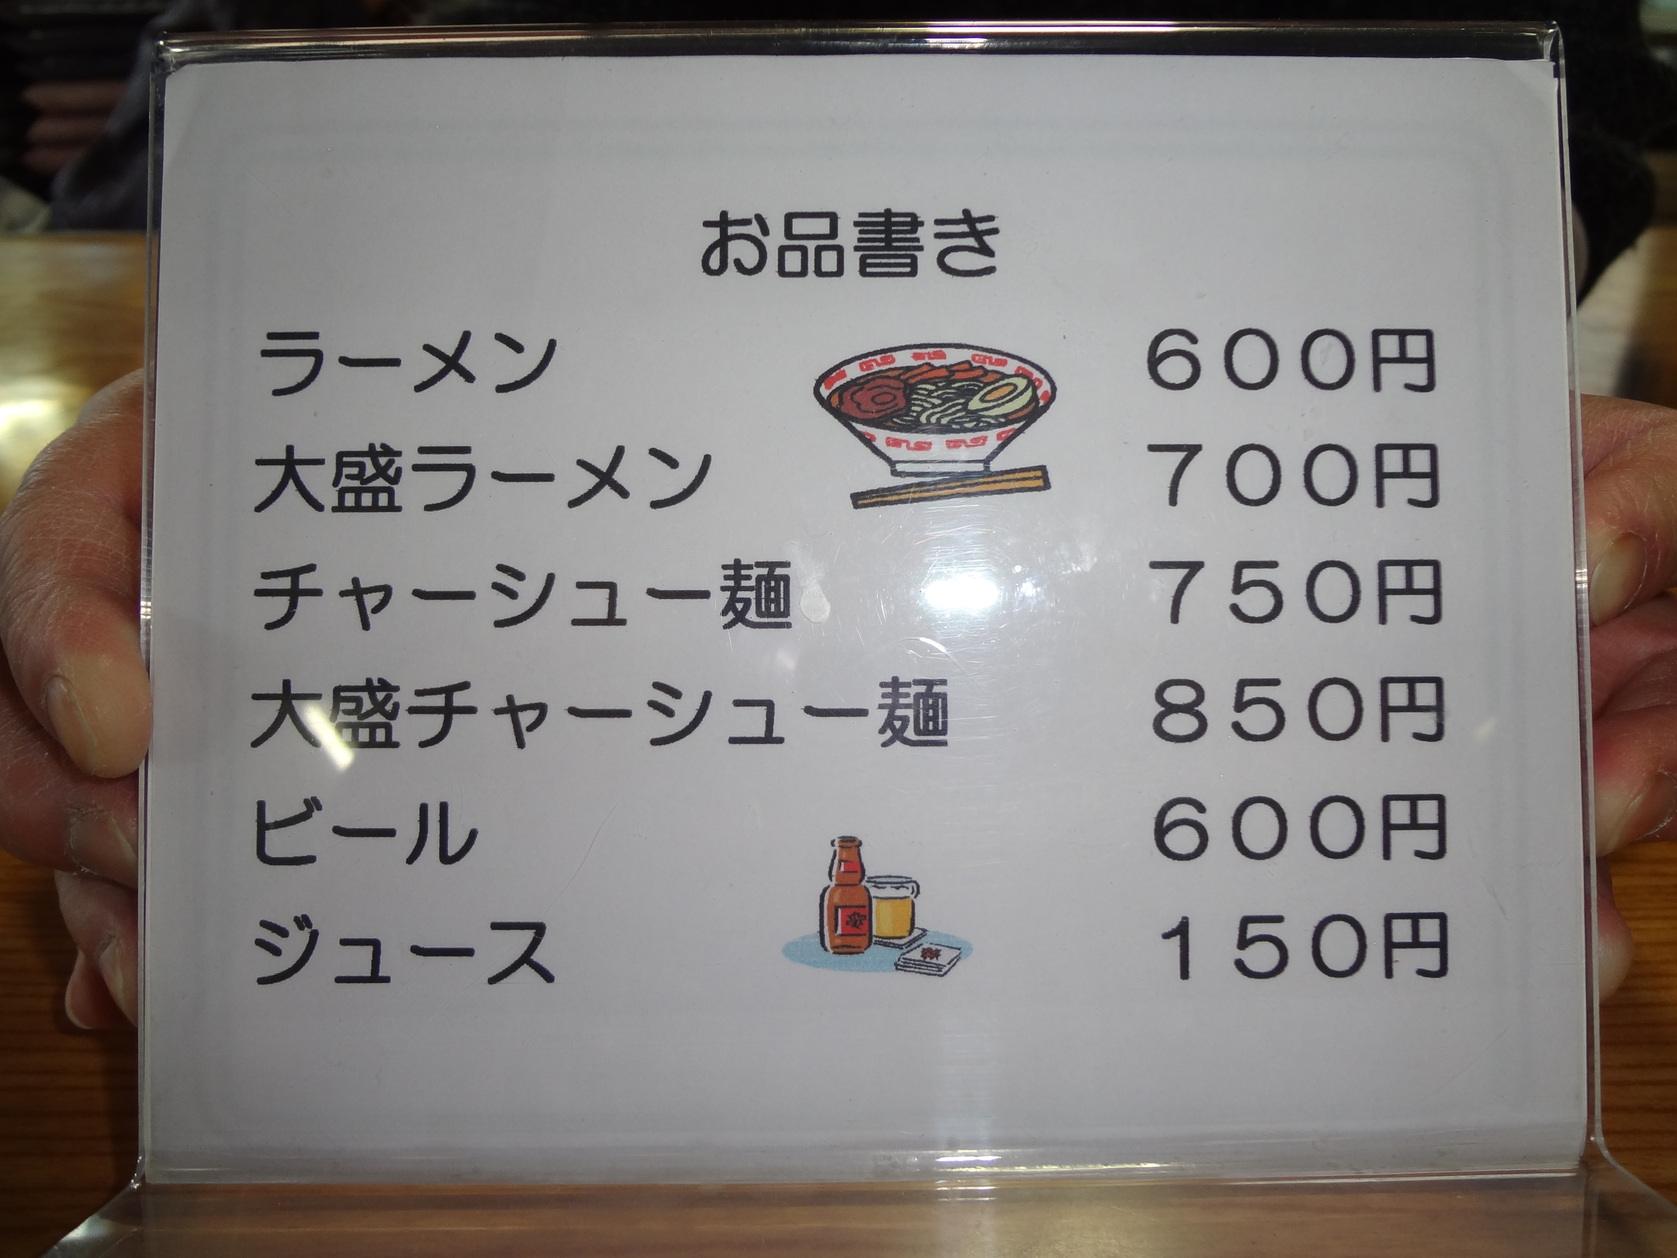 お品書き
ラーメン ６００円
大盛ラーメン ７００円
チャーシュー麺 ７５０円
大盛チャーシュー麺 ８５０円
ビール ６００円
ジュース １５０円